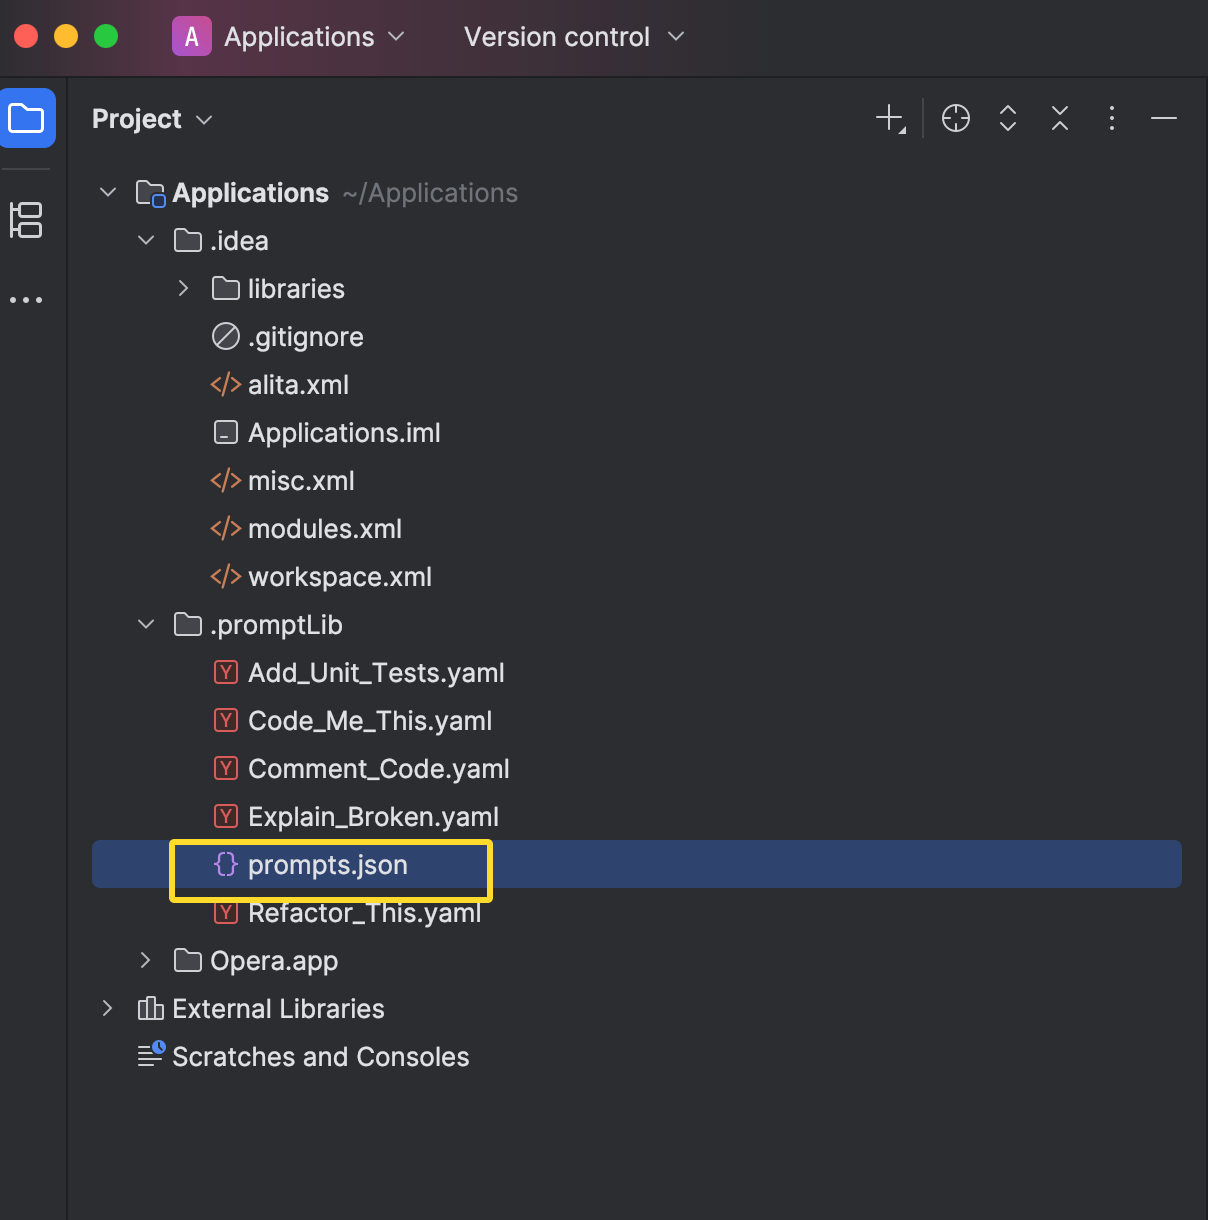 A Applications Version control
Project
Applications ~/Applications
.idea
libraries
.gitignore
alita.xml
Applications.iml
misc.xml
modules.xml
workspace.xml
.promptLib
Y Add_Unit_Tests.yaml
Y Code_Me_This.yaml
Y Comment_Code.yaml
Y Explain_Broken.yaml
{} prompts.json
Y Refactor_This.yaml
Opera.app
External Libraries
Scratches and Consoles